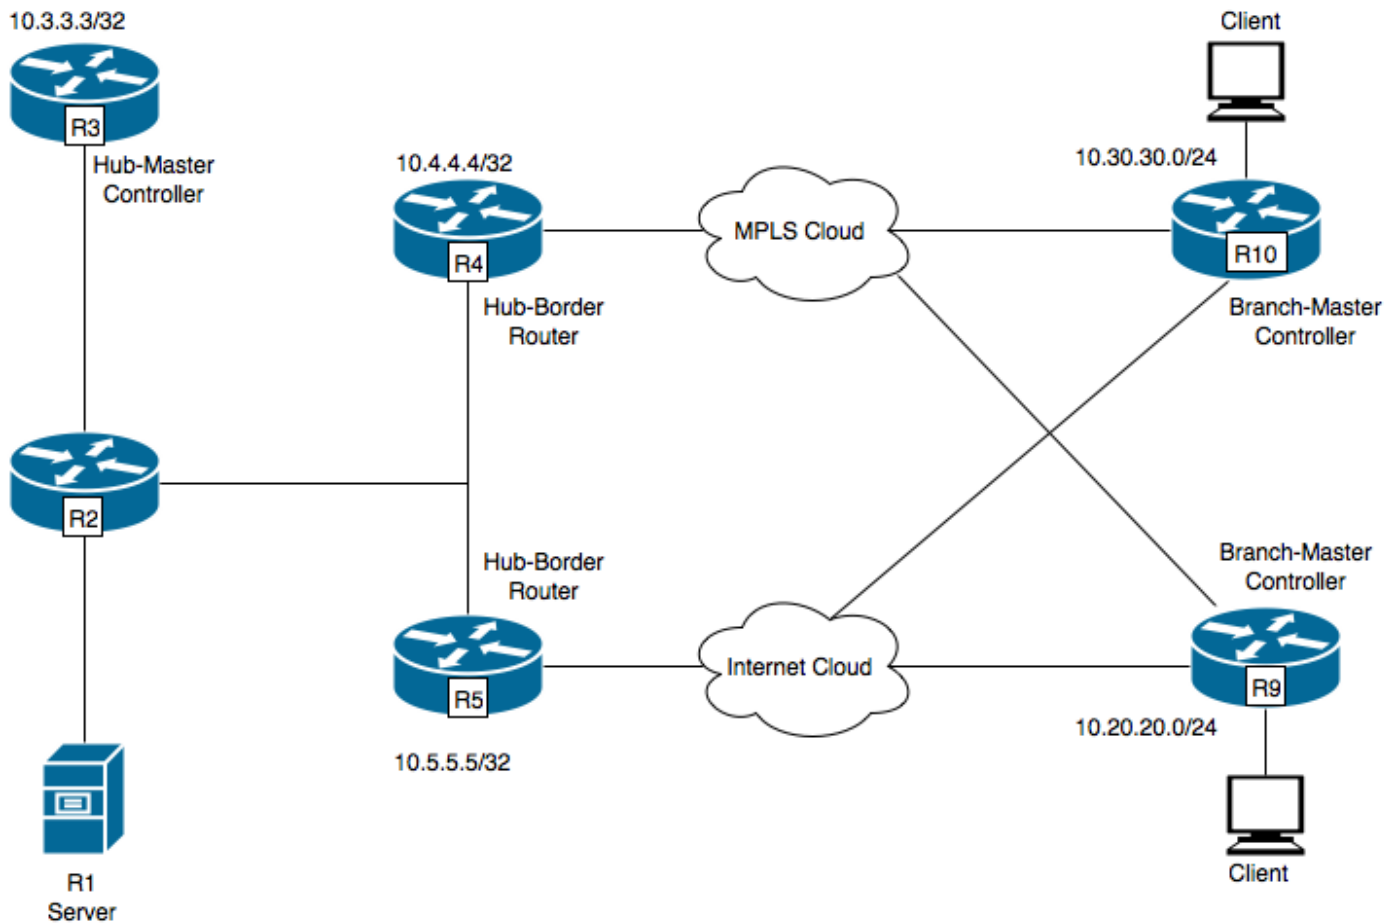 10.3.3.3/32
R3
Hub-Master
Controller
10.4.4.4/32
R4
Hub-Border
Router
MPLS Cloud
Client
10.30.30.0/24
R10
Branch-Master
Controller
R2
Hub-Border
Router
R5
10.5.5.5/32
Internet Cloud
Branch-Master
Controller
R9
10.20.20.0/24
Client
R1
Server